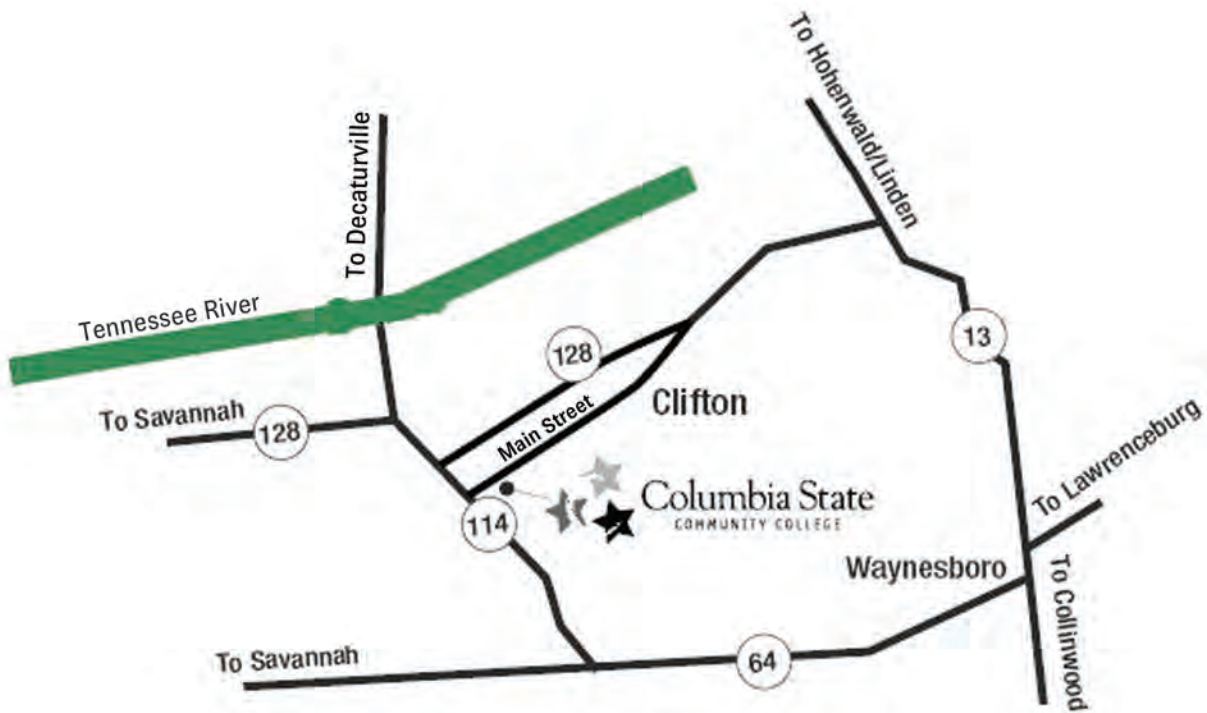 To Hohenwald/Linden
To Decaturville
Tennessee River
128
13
To Savannah
128
Main Street
Clifton
To Lawrenceburg
Columbia State
COMMUNITY COLLEGE
114
Waynesboro
To Collinwood
To Savannah
64